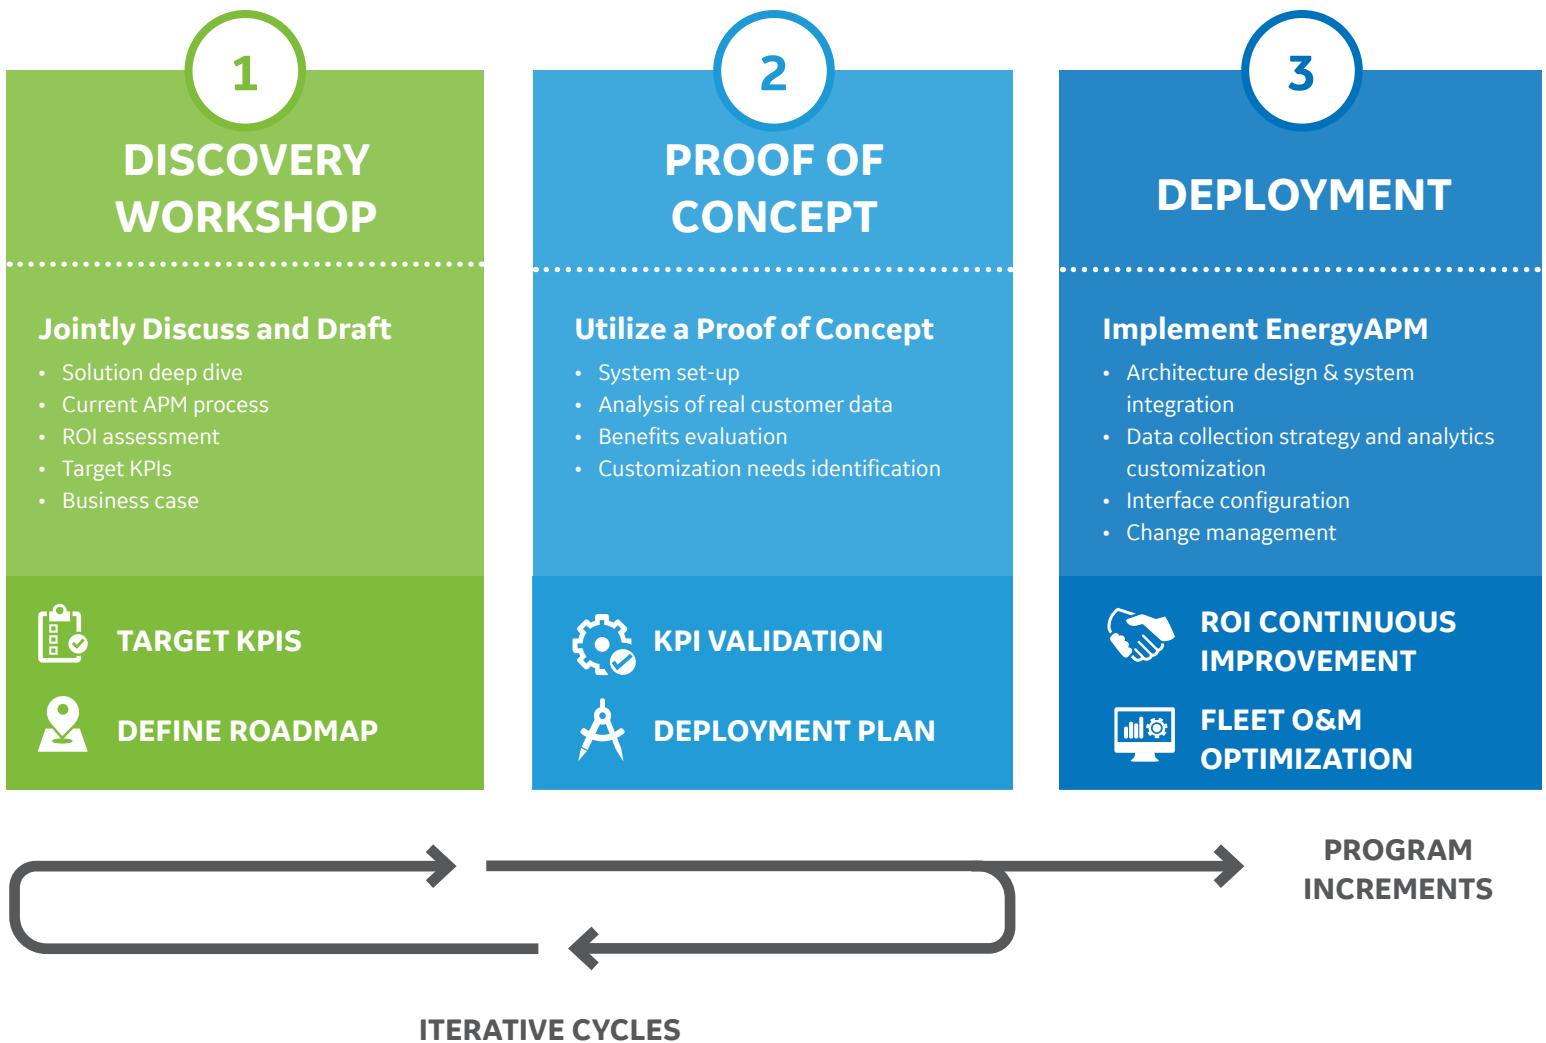 1
DISCOVERY
WORKSHOP
Jointly Discuss and Draft
• Solution deep dive
• Current APM process
• ROI assessment
• Target KPIs
• Business case
TARGET KPIS
DEFINE ROADMAP
2
PROOF OF
CONCEPT
Utilize a Proof of Concept
• System set-up
• Analysis of real customer data
• Benefits evaluation
• Customization needs identification
KPI VALIDATION
DEPLOYMENT PLAN
3
DEPLOYMENT
Implement EnergyAPM
• Architecture design & system
integration
• Data collection strategy and analytics
customization
• Interface configuration
• Change management
ROI CONTINUOUS
IMPROVEMENT
FLEET O&M
OPTIMIZATION
PROGRAM
INCREMENTS
ITERATIVE CYCLES